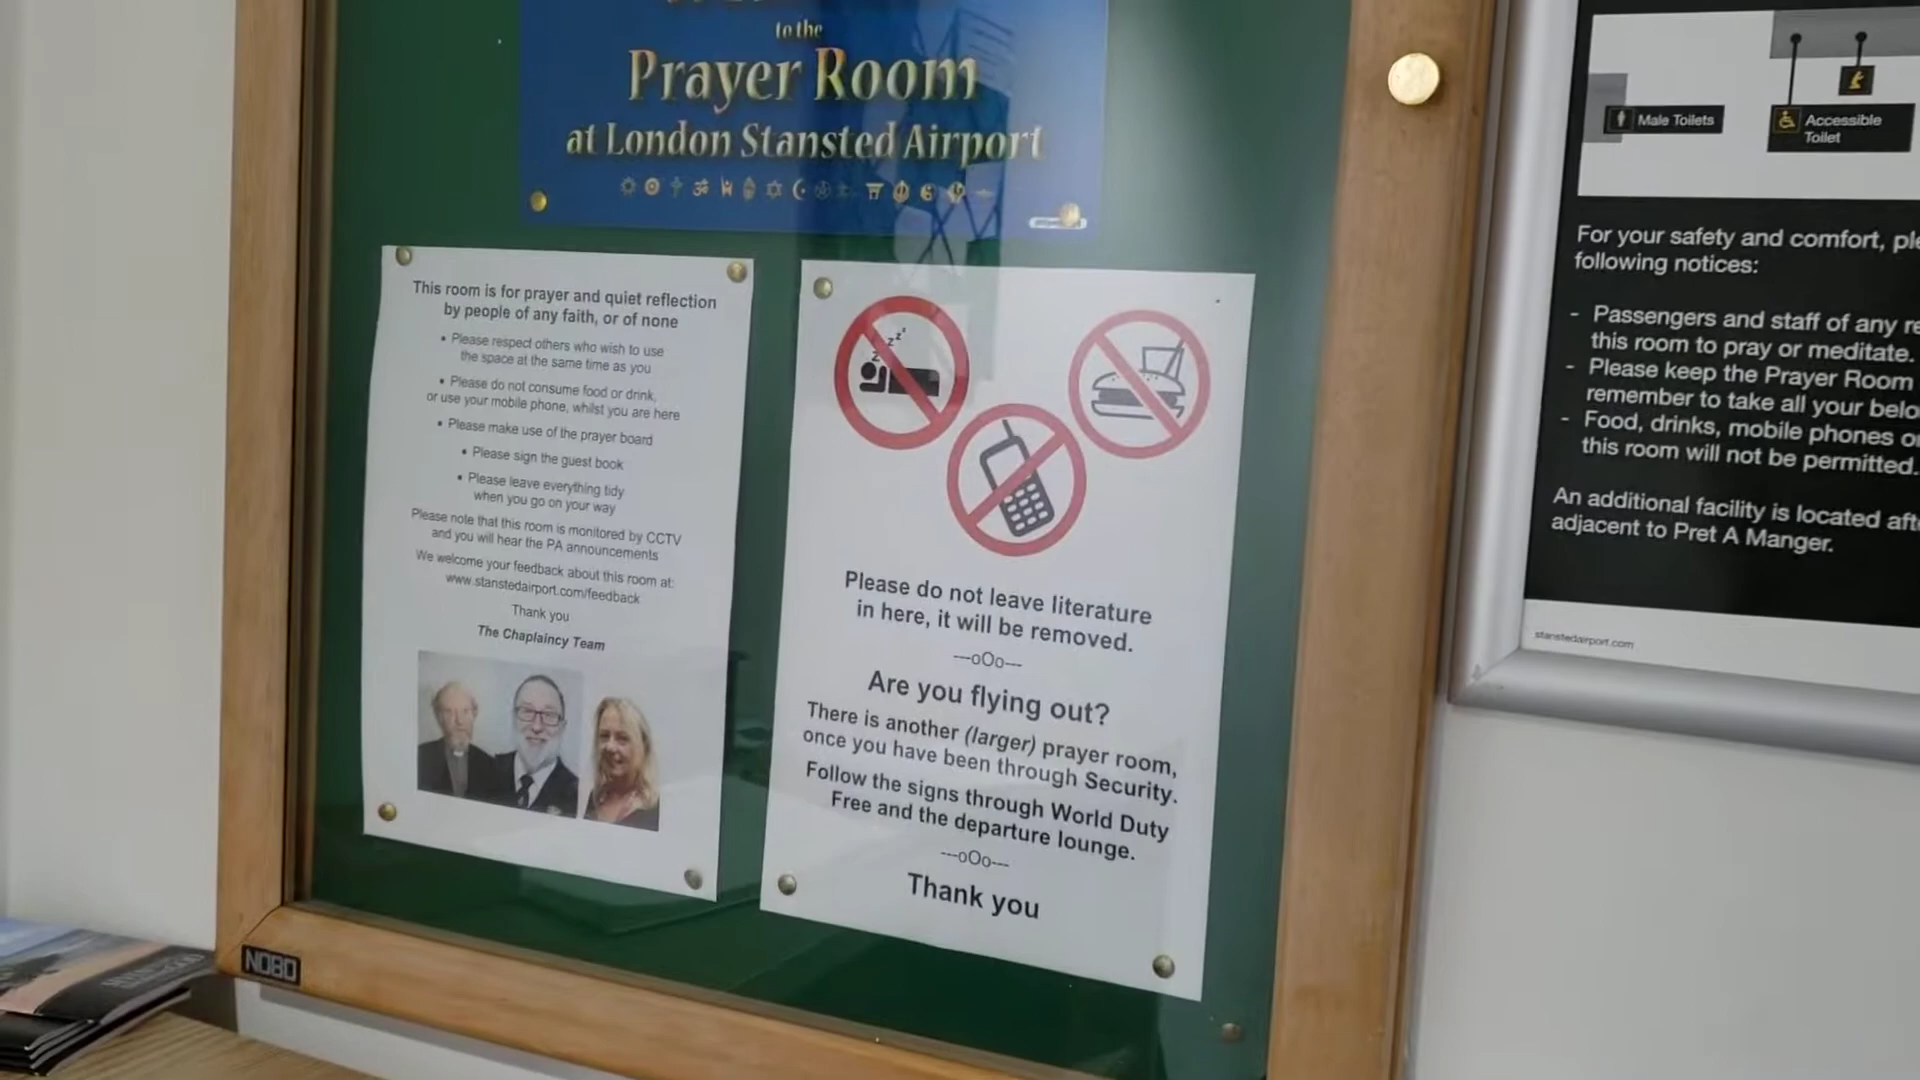 to the
Prayer Room
at London Stansted Airport
This room is for prayer and quiet reflection
by people of any faith, or of none
• Please respect others who wish to use
the space at the same time as you
• Please do not consume food or drink,
or use your mobile phone, whilst you are here
• Please make use of the prayer board
• Please sign the guest book
• Please leave everything tidy
when you go on your way
Please note that this room is monitored by CCTV
and you will hear the PA announcements
We welcome your feedback about this room at:
www.stanstedairport.com/feedback
Thank you
The Chaplaincy Team
z z z z
Please do not leave literature
in here, it will be removed.
---oOo---
Are you flying out?
There is another (larger) prayer room,
once you have been through Security.
Follow the signs through World Duty
Free and the departure lounge.
---oOo---
Thank you
NOBO
Male Toilets
Accessible
Toilet
For your safety and comfort,
following notices:
- Passengers and staff of any
this room to pray or meditate.
- Please keep the Prayer Room
remember to take all your
- Food, drinks, mobile phones
this room will not be permitted.
An additional facility is located
adjacent to Pret A Manger.
stanstedairport.com